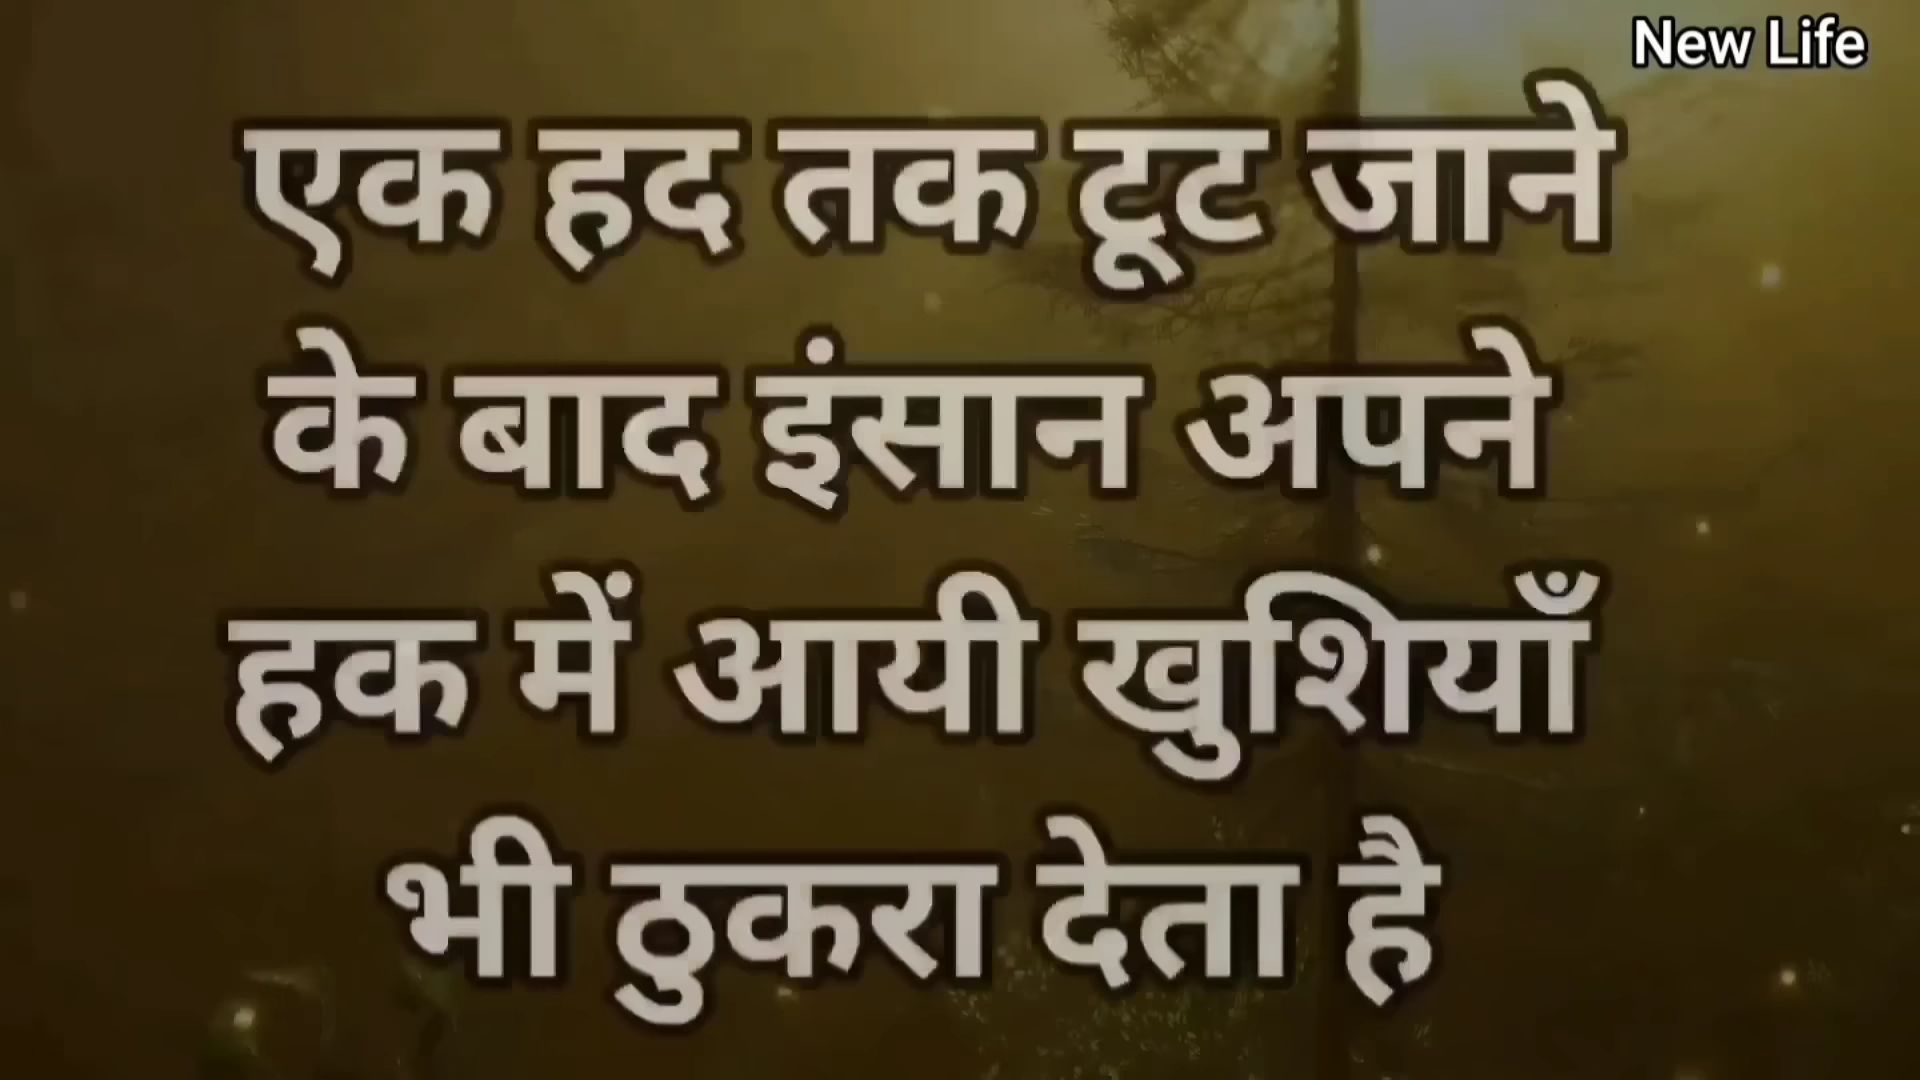 New Life
एक हद तक टूट जाने
के बाद इंसान अपने
हक में आयी खुशियाँ
भी ठुकरा देता है